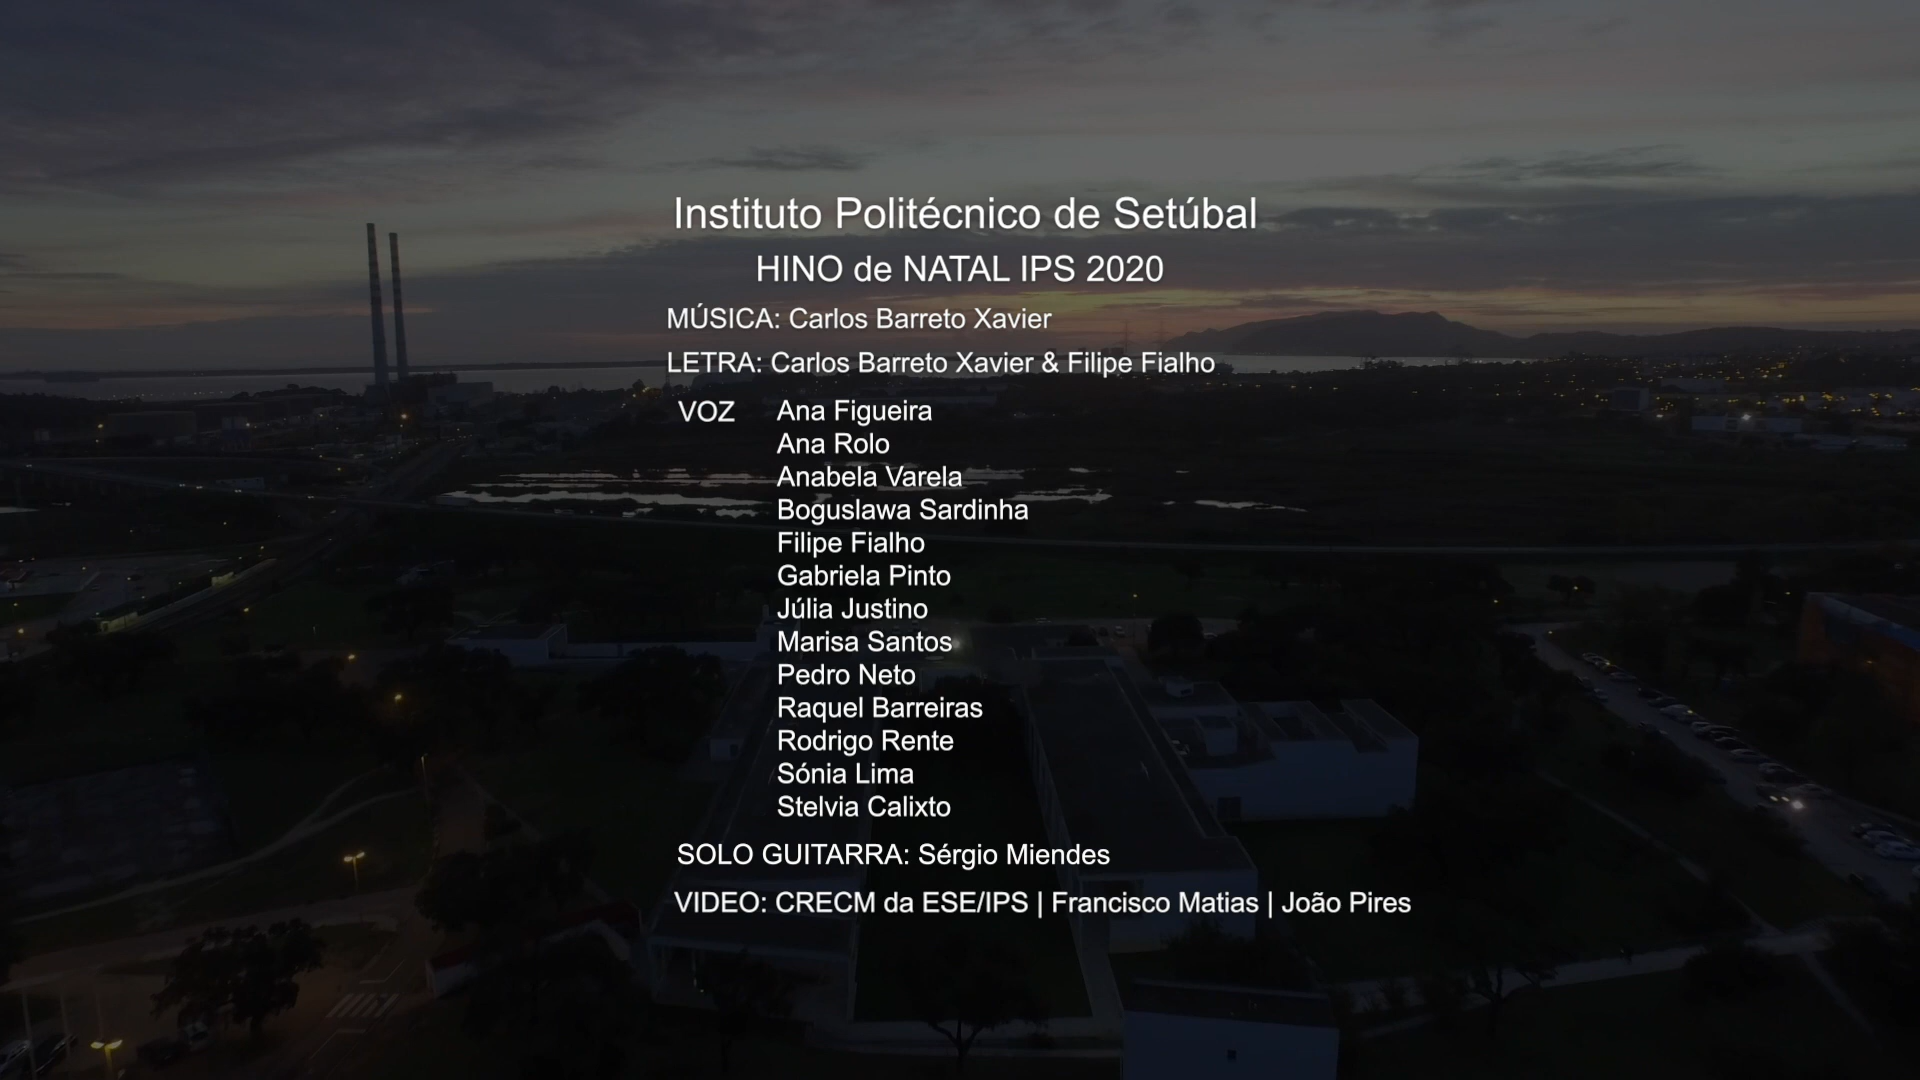 Instituto Politécnico de Setúbal
HINO de NATAL IPS 2020
MÚSICA: Carlos Barreto Xavier
LETRA: Carlos Barreto Xavier & Filipe Fialho
VOZ Ana Figueira
Ana Rolo
Anabela Varela
Boguslawa Sardinha
Filipe Fialho
Gabriela Pinto
Júlia Justino
Marisa Santos
Pedro Neto
Raquel Barreiras
Rodrigo Rente
Sónia Lima
Stelvia Calixto
SOLO GUITARRA: Sérgio Miendes
VIDEO: CRECM da ESE/IPS | Francisco Matias | João Pires